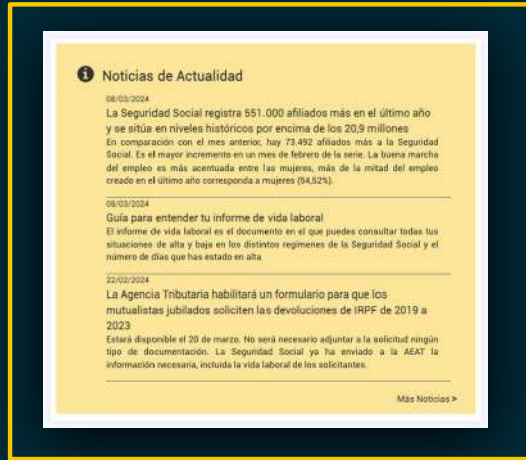 Noticias de Actualidad
08/03/2024
La Seguridad Social registra 551.000 afiliados más en el último año
y se sitúa en niveles históricos por encima de los 20,9 millones
En comparación con el mes anterior, hay 73.492 afiliados más a la Seguridad
Social. Es el mayor incremento en un mes de febrero de la serie. La buena marcha
del empleo es más acentuada entre las mujeres, más de la mitad del empleo
creado en el último año corresponde a mujeres (54,52%).
08/03/2024
Guía para entender tu informe de vida laboral
El informe de vida laboral es el documento en el que puedes consultar todas tus
situaciones de alta y baja en los distintos regímenes de la Seguridad Social y el
número de días que has estado en alta
22/02/2024
La Agencia Tributaria habilitará un formulario para que los
mutualistas jubilados soliciten las devoluciones de IRPF de 2019 a
2023
Estará disponible el 20 de marzo. No será necesario adjuntar a la solicitud ningún
tipo de documentación. La Seguridad Social ya ha enviado a la AEAT la
información necesaria, incluida la vida laboral de los solicitantes.
Más Noticias >